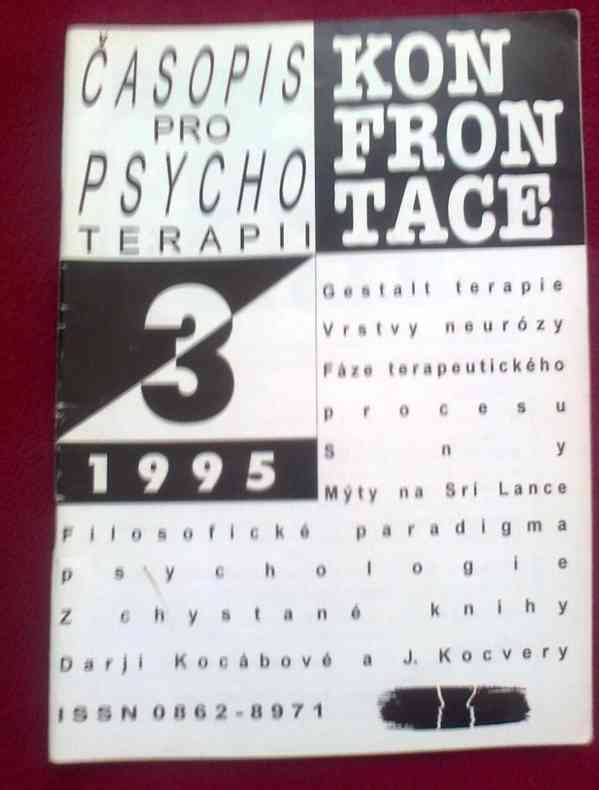 ČASOPIS
PRO
PSYCHO
TERAPII
KON
FRON
TACE
3
1995
Gestalt terapie
Vrstvy neurózy
Fáze terapeutického
procesu
Sny
Mýty na Srí Lance
Filosofické paradigma
psychologie
Z chystané knihy
Darji Kocábové a J. Kocvery
ISSN 0862-8971